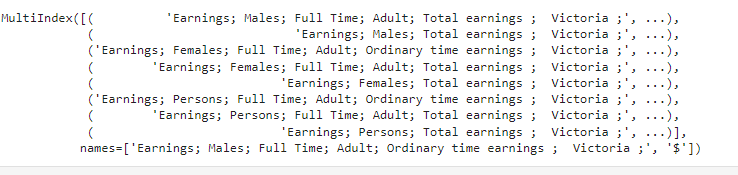 MultiIndex([(         'Earnings; Males; Full Time; Adult; Total earnings ;  Victoria ;', ...),
            (                           'Earnings; Males; Total earnings ;  Victoria ;', ...),
            ('Earnings; Females; Full Time; Adult; Ordinary time earnings ;  Victoria ;', ...),
            (       'Earnings; Females; Full Time; Adult; Total earnings ;  Victoria ;', ...),
            (                         'Earnings; Females; Total earnings ;  Victoria ;', ...),
            ('Earnings; Persons; Full Time; Adult; Ordinary time earnings ;  Victoria ;', ...),
            (       'Earnings; Persons; Full Time; Adult; Total earnings ;  Victoria ;', ...),
            (                         'Earnings; Persons; Total earnings ;  Victoria ;', ...)],
           names=['Earnings; Males; Full Time; Adult; Ordinary time earnings ;  Victoria ;', '$'])